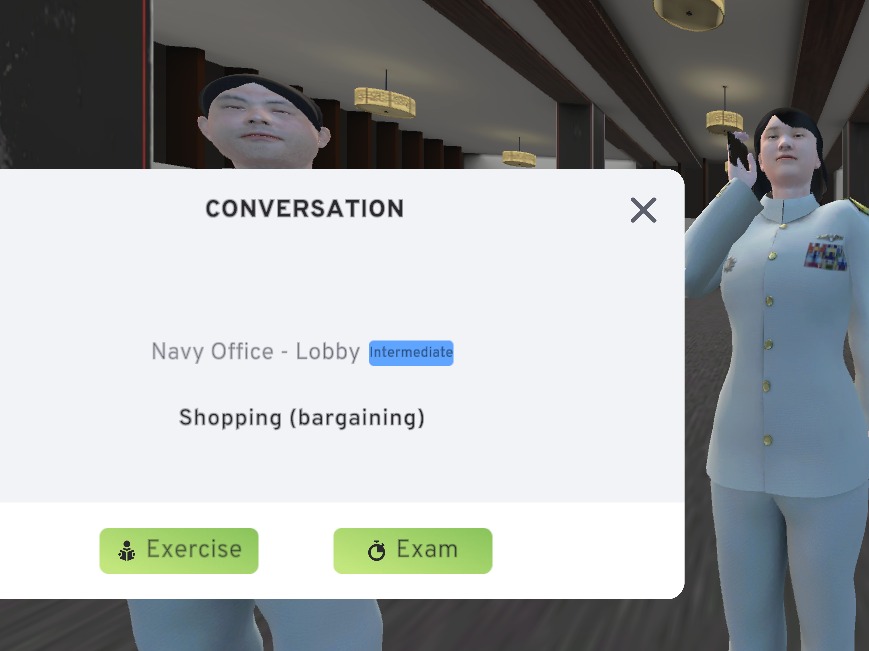 CONVERSATION
Navy Office - Lobby Intermediate
Shopping (bargaining)
Exercise
Exam